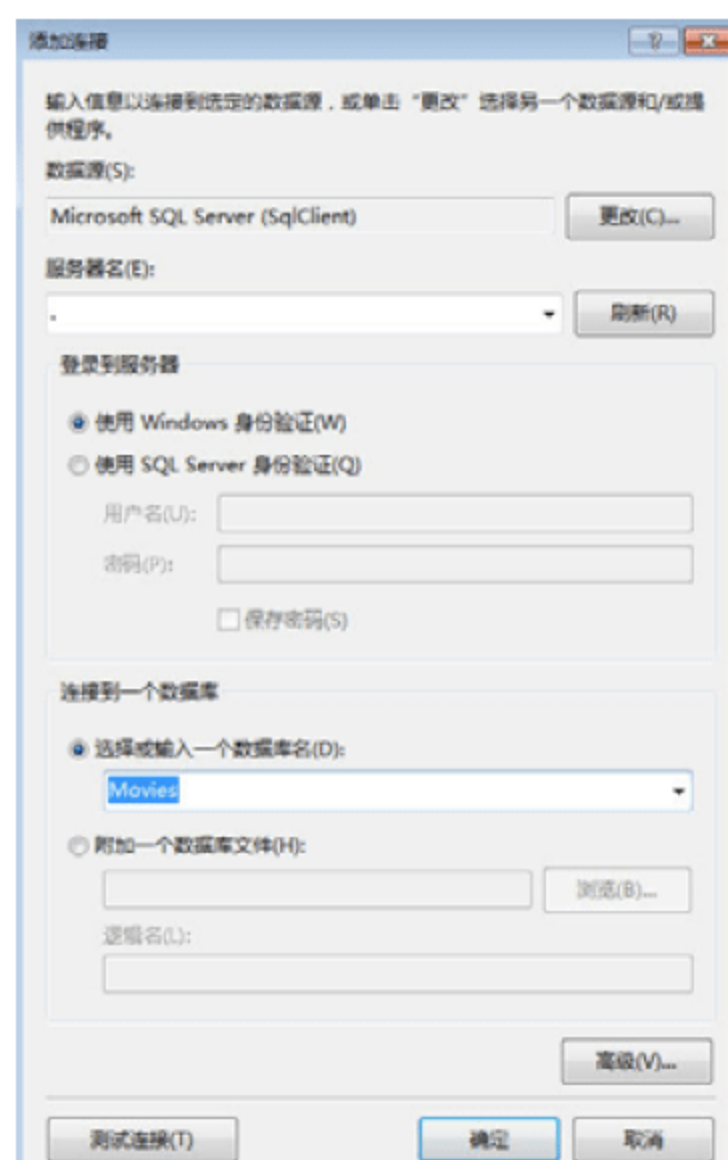 添加连接
输入信息以连接到选定的数据源，或单击“更改”选择另一个数据源和/或提
供程序。
数据源(S):
Microsoft SQL Server (SqlClient)
更改(C)...
服务器名(E):
.
刷新(R)
登录到服务器
使用 Windows 身份验证(W)
使用 SQL Server 身份验证(Q)
用户名(U):
密码(P):
保存密码(S)
连接到一个数据库
选择或输入一个数据库名(D):
Movies
附加一个数据库文件(H):
浏览(B)...
逻辑名(L):
高级(V)...
测试连接(T)
确定
取消